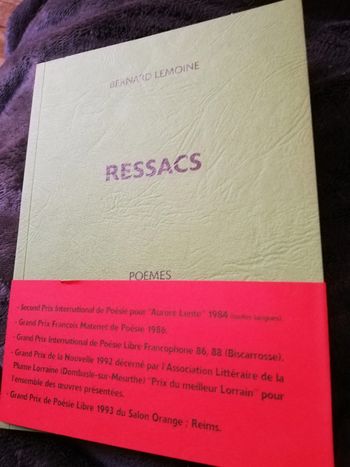 BERNARD LEMOINE
RESSACS
POEMES
- Second Prix International de Poésie pour "Aurore Lente" 1984 (toutes langues).
- Grand Prix François Matenet de Poésie 1986.
- Grand Prix International de Poésie Libre Francophone 86, 88 (Biscarrosse).
- Grand Prix de la Nouvelle 1992 décerné par l'Association Littéraire de la
Plume Lorraine (Dombasle-sur-Meurthe) "Prix du meilleur Lorrain" pour
l'ensemble des œuvres présentées.
- Grand Prix de Poésie Libre 1993 du Salon Orange ; Reims.